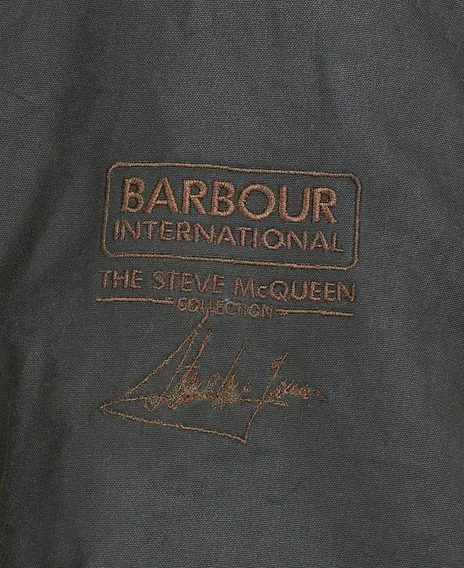 BARBOUR
INTERNATIONAL
THE STEVE McQUEEN
COLLECTION